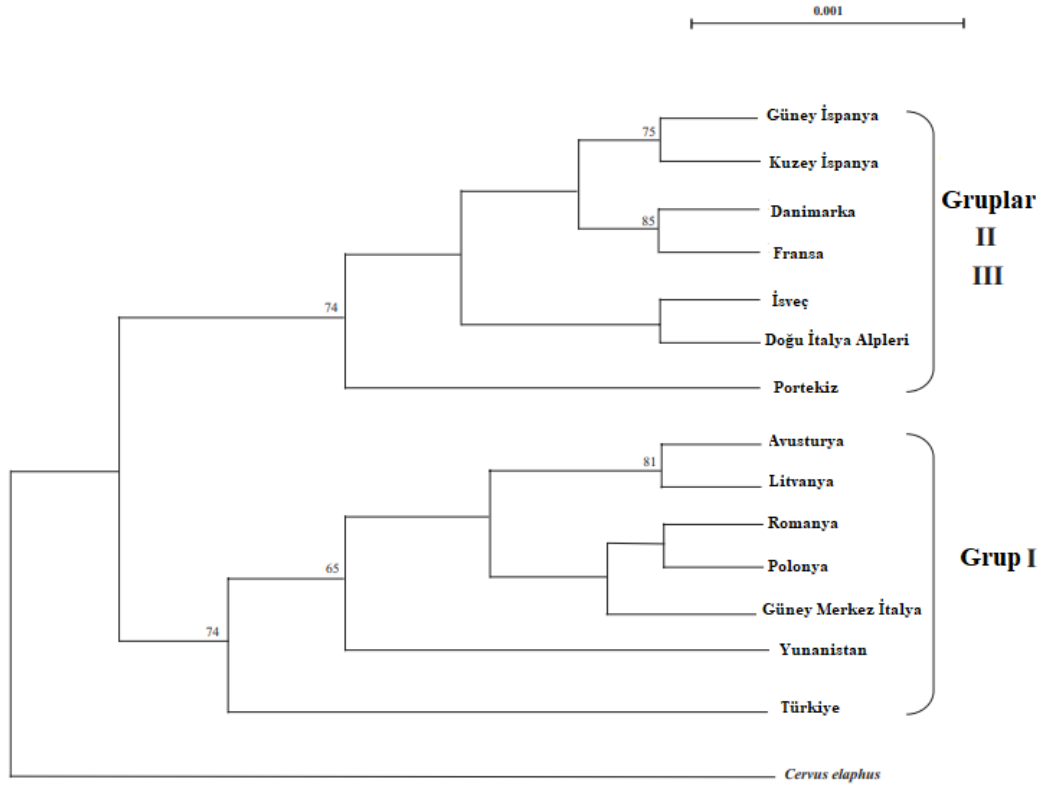 0.001
Güney İspanya
75
Kuzey İspanya
Danimarka
85
Fransa
İsveç
74
Doğu İtalya Alpleri
Portekiz
Gruplar
II
III
Avusturya
81
Litvanya
Romanya
Polonya
65
Güney Merkez İtalya
74
Yunanistan
Türkiye
Grup I
Cervus elaphus